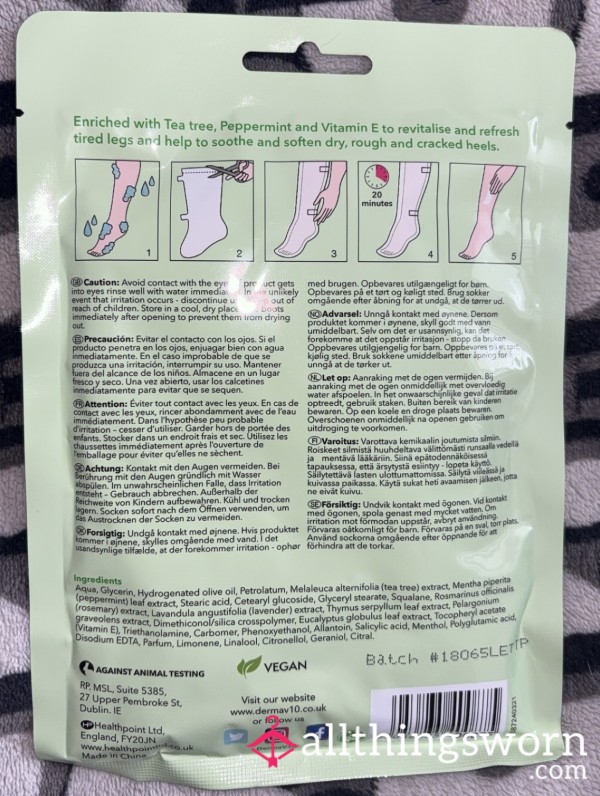 Enriched with Tea tree, Peppermint and Vitamin E to revitalise and refresh
tired legs and help to soothe and soften dry, rough and cracked heels.
1
2
3
20
minutes
4
5
GB Caution: Avoid contact with the eyes. product gets
into eyes rinse well with water immediat In unlikely
event that irritation occurs - discontinue out of
reach of children. Store in a cool, dry place boots
immediately after opening to prevent them from drying
out.
ES Precaución: Evitar el contacto con los ojos. Si el
producto penetra en los ojos, enjuagar bien con agua
inmediatamente. En el caso improbable de que se
produzca una irritación, interrumpir su uso. Mantener
fuera del alcance de los niños. Almacene en un lugar
fresco y seco. Una vez abierto, usar los calcetines
inmediatamente para evitar que se sequen.
FR Attention: Éviter tout contact avec les yeux. En cas de
contact avec les yeux, rincer abondamment avec de l'eau
immédiatement. Dans l'hypothèse peu probable
d'irritation - cesser d'utiliser. Garder hors de portée des
enfants. Stocker dans un endroit frais et sec. Utilisez les
chaussettes immédiatement après l'ouverture de
l'emballage pour éviter qu'elles ne sèchent.
DE Achtung: Kontakt mit den Augen vermeiden. Bei
Berührung mit den Augen gründlich mit Wasser
abspülen. Im unwahrscheinlichen Falle, dass Irritation
entsteht - Gebrauch abbrechen. Außerhalb der
Reichweite von Kindern aufbewahren. Kühl und trocken
lagern. Socken sofort nach dem Öffnen verwenden, um
das Austrocknen der Socken zu vermeiden.
DK Forsigtig: Undgå kontakt med øjnene. Hvis produktet
kommer i øjnene, skylles omgående med vand. I det
usandsynlige tilfælde, at der forekommer irritation - ophør
med brugen. Opbevares utilgængeligt for børn.
Opbevares på et tørt og køligt sted. Brug sokker
omgående efter åbning for at undgå, at de tørrer ud.
NO Advarsel: Unngå kontakt med øynene. Dersom
produktet kommer i øynene, skyll godt med vann
umiddelbart. Selv om det er usannsynlig, kan det
forekomme at det oppstår irritasjon - stopp da bruken.
Oppbevares utilgjengelig for barn. Oppbevares på et tørt,
kjølig sted. Bruk sokkene umiddelbart etter åpning for
unngå at de tørker ut.
NL Let op: Aanraking met de ogen vermijden. Bij
aanraking met de ogen onmiddellijk met overvloedig
water afspoelen. In het onwaarschijnlijke geval dat irritatie
optreedt, gebruik staken. Buiten bereik van kinderen
bewaren. Op een koele en droge plaats bewaren.
Overschoenen onmiddellijk na openen gebruiken om
uitdroging te voorkomen.
FI Varoitus: Varottava kemikaalin joutumista silmiin.
Roiskeet silmistä huuhdeltava välittömästi runsaalla vedellä
ja mentävä lääkäriin. Siinä epätodennäköisessä
tapauksessa, että ärsytystä esiintyy - lopeta käyttö.
Säilytettävä lasten ulottumattomissa. Säilytä viileässä ja
kuivassa paikassa. Käytä sukat heti avaamisen jälkeen, jotta
ne eivät kuivu.
SE Försiktig: Undvik kontakt med ögonen. Vid kontakt
med ögonen, spola genast med mycket vatten. Om
irritation mot förmodan uppstår, avbryt användning.
Förvaras oåtkomligt för barn. Förvaras på en sval, torr plats.
Använd sockorna omgående efter öppnande för att
förhindra att de torkar.
Ingredients
Aqua, Glycerin, Hydrogenated olive oil, Petrolatum, Melaleuca alternifolia (tea tree) extract, Mentha piperita
(peppermint) leaf extract, Stearic acid, Cetearyl glucoside, Glyceryl stearate, Squalane, Rosmarinus officinalis
(rosemary) extract, Lavandula angustifolia (lavender) extract, Thymus serpyllum leaf extract, Pelargonium
graveolens extract, Dimethiconol/silica crosspolymer, Eucalyptus globulus leaf extract, Tocopheryl acetate
(Vitamin E), Triethanolamine, Carbomer, Phenoxyethanol, Allantoin, Salicylic acid, Menthol, Polyglutamic acid,
Disodium EDTA, Parfum, Limonene, Linalool, Citronellol, Geraniol, Citral.
Batch #18065LETTP
AGAINST ANIMAL TESTING
VEGAN
RP. MSL, Suite 5385,
27 Upper Pembroke St,
Dublin. IE
HP Healthpoint Ltd,
England, FY20JN
www.healthpoint .co.uk
Made in China
Visit our website
www.dermav10.co.uk
or follow us
allthingsworn
.com